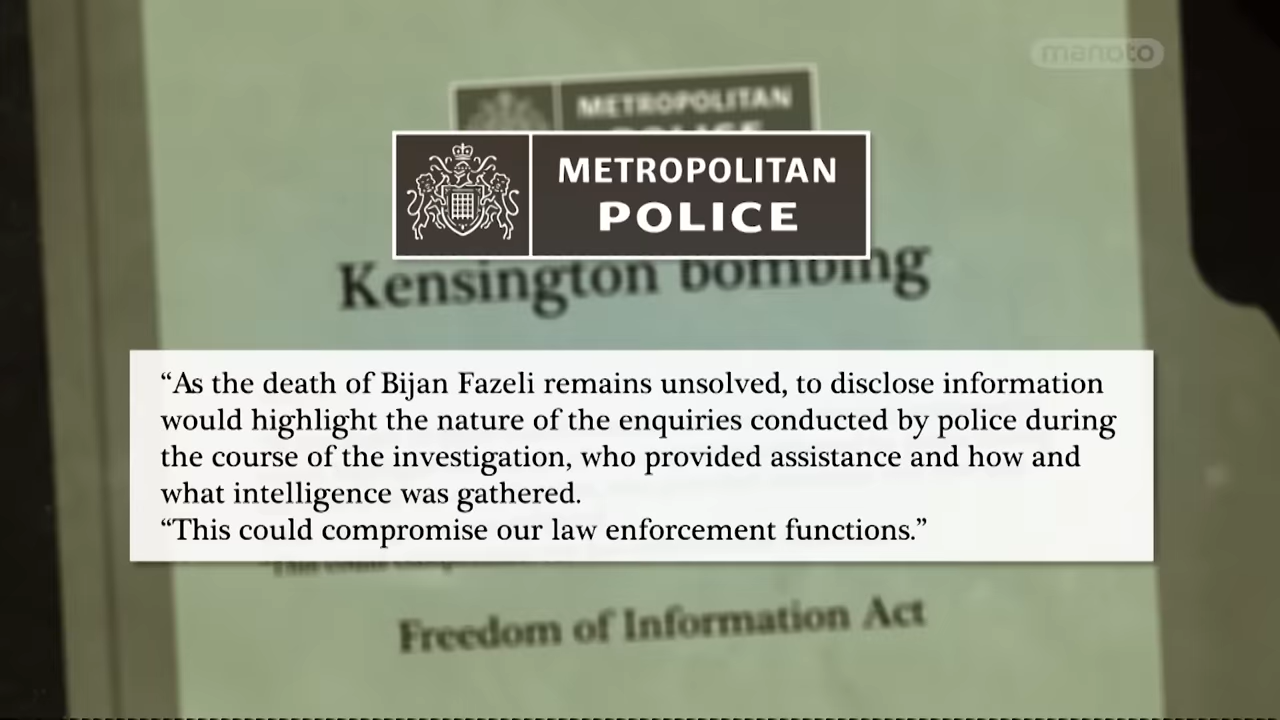 manoto
METROPOLITAN
METROPOLITAN
POLICE
Kensington bombing
“As the death of Bijan Fazeli remains unsolved, to disclose information
would highlight the nature of the enquiries conducted by police during
the course of the investigation, who provided assistance and how and
what intelligence was gathered.
“This could compromise our law enforcement functions.”
Freedom of Information Act